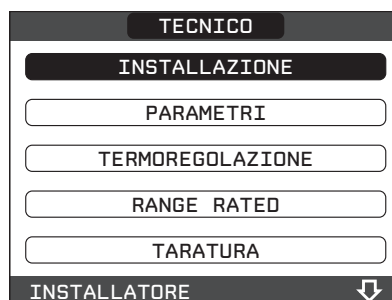 TECNICO
INSTALLAZIONE
PARAMETRI
TERMOREGOLAZIONE
RANGE RATED
TARATURA
INSTALLATORE